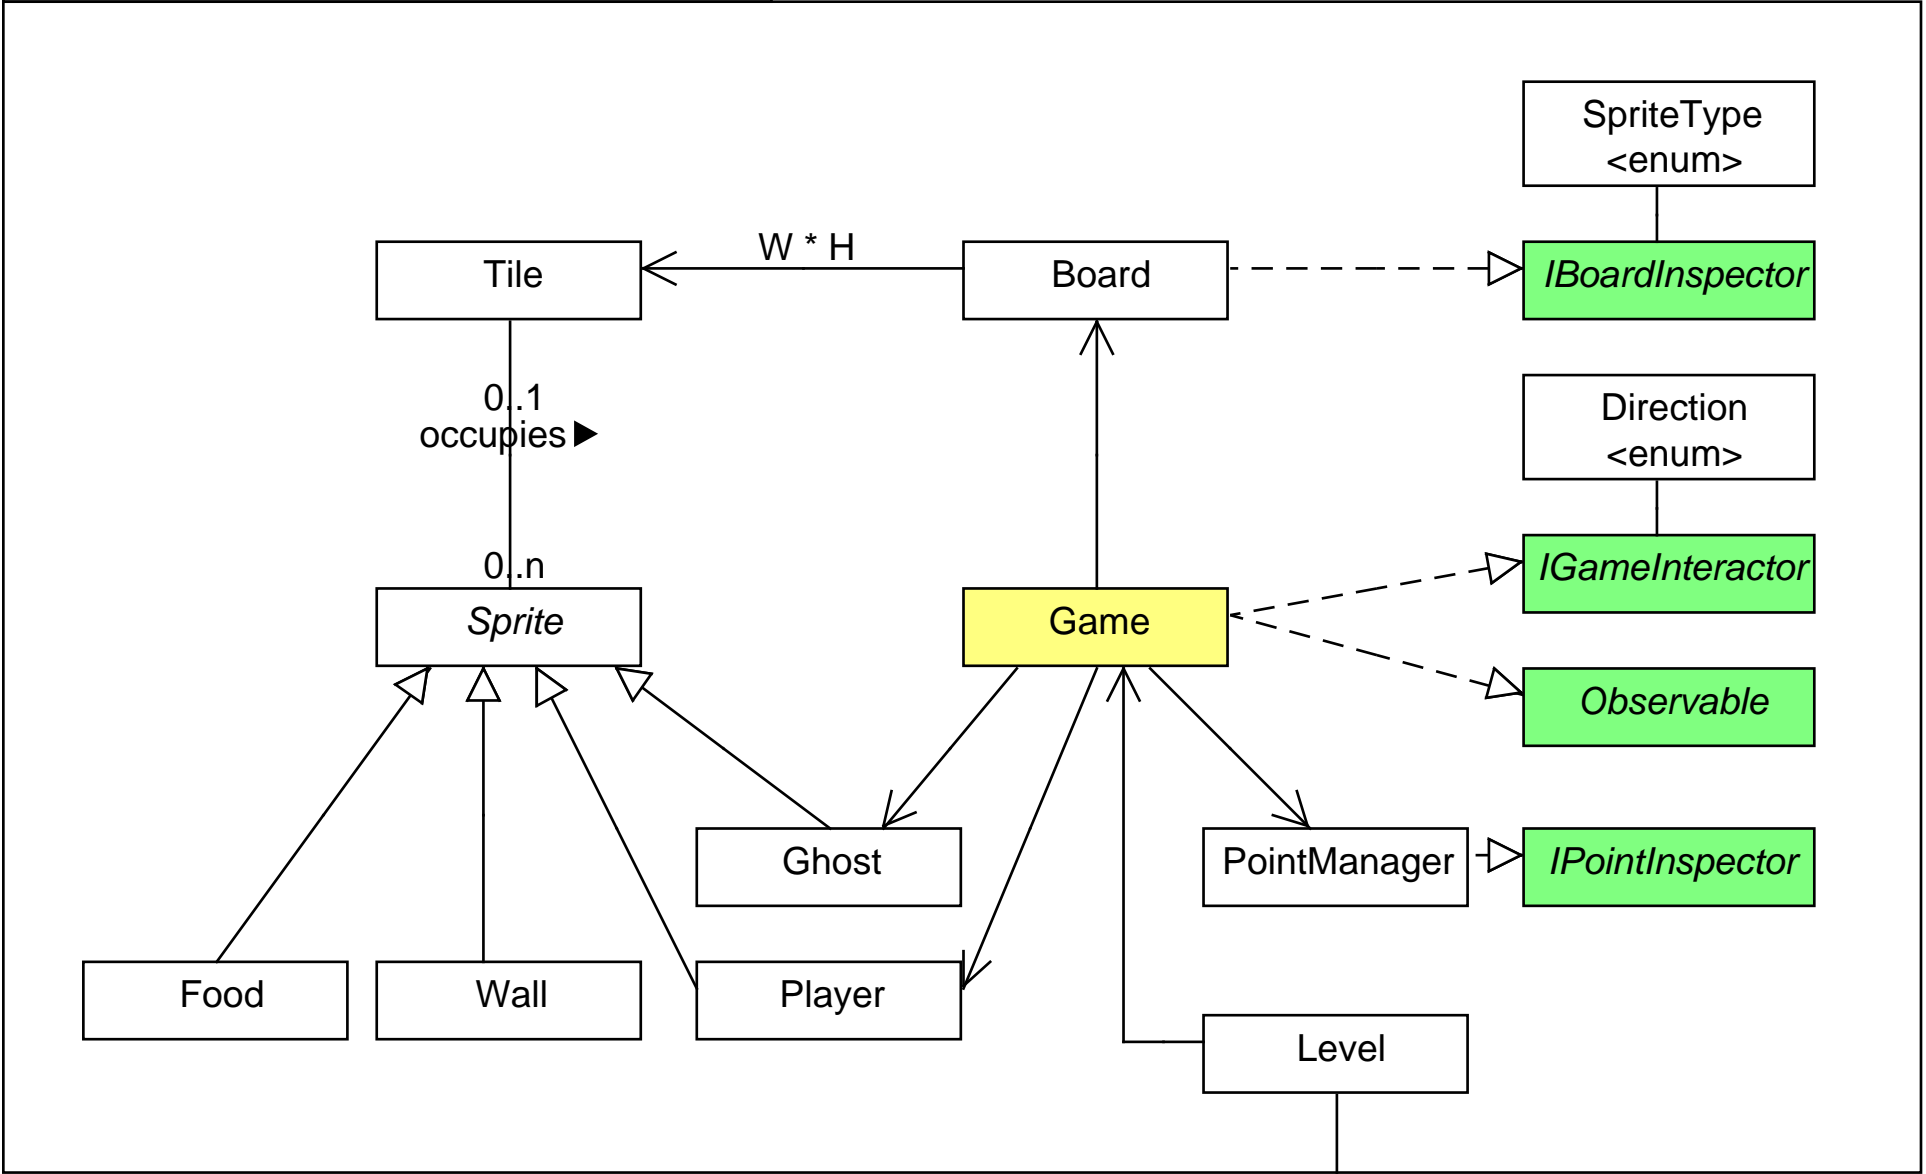 SpriteType
<enum>
W * H
Tile
Board
IBoardInspector
0..1
occupies
Direction
<enum>
0..n
IGameInteractor
Sprite
Game
Observable
Ghost
PointManager
IPointInspector
Food
Wall
Player
Level